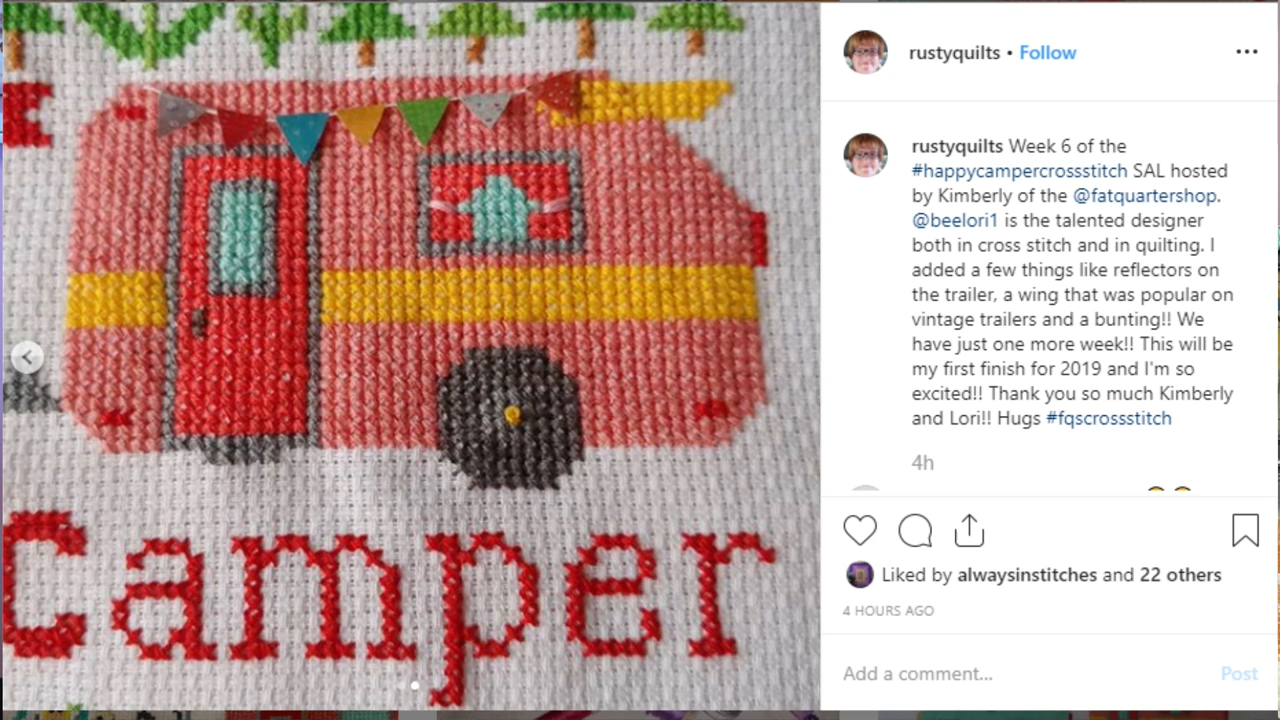 Camper
rustyquilts • Follow
rustyquilts Week 6 of the
#happycampercrossstitch SAL hosted
by Kimberly of the @fatquartershop.
@beelori1 is the talented designer
both in cross stitch and in quilting. I
added a few things like reflectors on
the trailer, a wing that was popular on
vintage trailers and a bunting!! We
have just one more week!! This will be
my first finish for 2019 and I'm so
excited!! Thank you so much Kimberly
and Lori!! Hugs #fqscrossstitch
4h
Liked by alwaysinstitches and 22 others
4 HOURS AGO
Add a comment...
Post